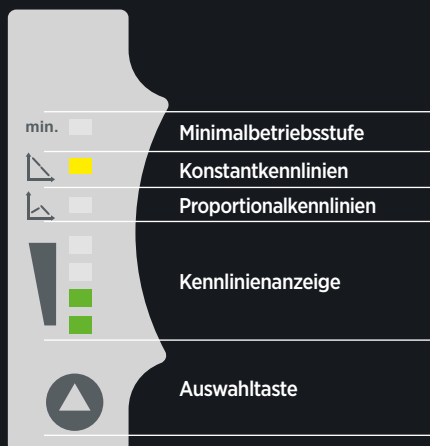 min.
Minimalbetriebsstufe
Konstantkennlinien
Proportionalkennlinien
Kennlinienanzeige
Auswahltaste